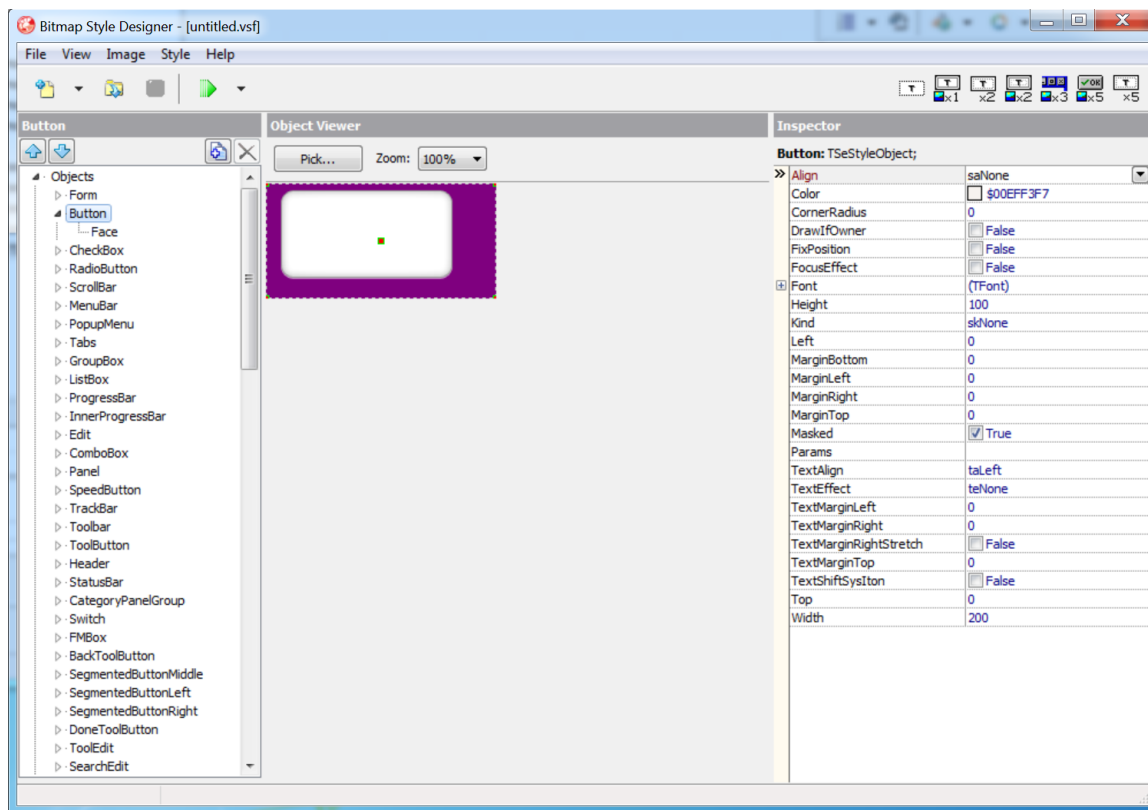 Bitmap Style Designer - [untitled.vsf]
File View Image Style Help
T
T x1
T x2
T x2
x3
OK x5
T x5
Button
Objects
Form
Button
Face
CheckBox
RadioButton
ScrollBar
MenuBar
PopupMenu
Tabs
GroupBox
ListBox
ProgressBar
InnerProgressBar
Edit
ComboBox
Panel
SpeedButton
TrackBar
Toolbar
ToolButton
Header
StatusBar
CategoryPanelGroup
Switch
FMBox
BackToolButton
SegmentedButtonMiddle
SegmentedButtonLeft
SegmentedButtonRight
DoneToolButton
ToolEdit
SearchEdit
Object Viewer
Pick... Zoom: 100%
Inspector
Button: TSeStyleObject;
Align saNone
Color $00EFF3F7
CornerRadius 0
DrawIfOwner False
FixPosition False
FocusEffect False
Font (TFont)
Height 100
Kind skNone
Left 0
MarginBottom 0
MarginLeft 0
MarginRight 0
MarginTop 0
Masked True
Params
TextAlign taLeft
TextEffect teNone
TextMarginLeft 0
TextMarginRight 0
TextMarginRightStretch False
TextMarginTop 0
TextShiftSysIton False
Top 0
Width 200